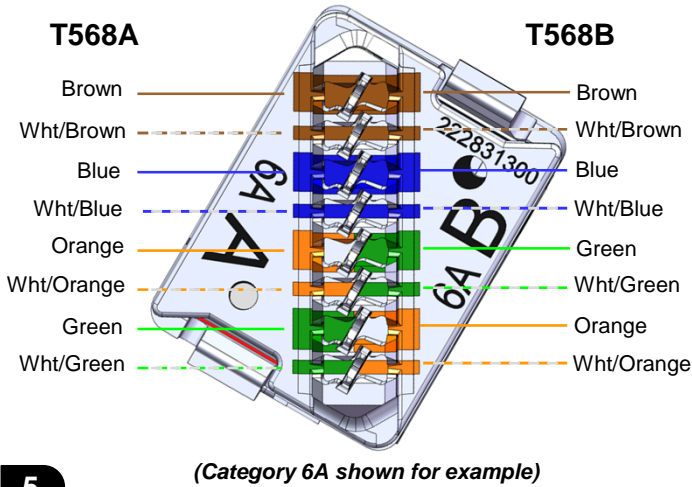 T568A
T568B
Brown
Brown
Wht/Brown
Wht/Brown
222831300
Blue
Blue
6A
Wht/Blue
Wht/Blue
A
B
Orange
Green
6A
Wht/Orange
Wht/Green
Green
Orange
Wht/Green
Wht/Orange
(Category 6A shown for example)
5